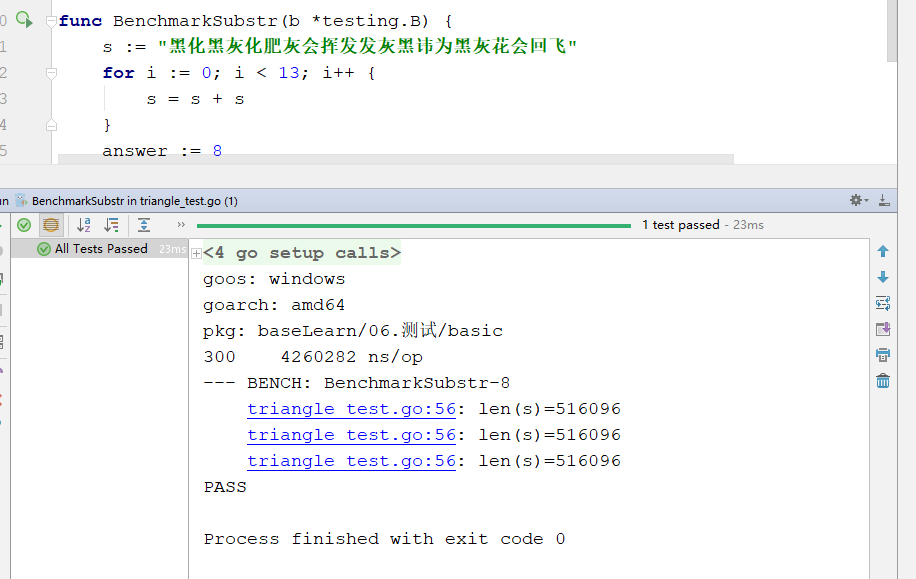 0 func BenchmarkSubstr(b *testing.B) {
1 s := "黑化黑灰化肥灰会挥发发灰黑讳为黑灰花会回飞"
2 for i := 0; i < 13; i++ {
3 s = s + s
4 }
5 answer := 8
un BenchmarkSubstr in triangle_test.go (1)
» 1 test passed - 23ms
All Tests Passed 23ms
<4 go setup calls>
goos: windows
goarch: amd64
pkg: baseLearn/06.测试/basic
300 4260282 ns/op
--- BENCH: BenchmarkSubstr-8
triangle_test.go:56: len(s)=516096
triangle_test.go:56: len(s)=516096
triangle_test.go:56: len(s)=516096
PASS
Process finished with exit code 0